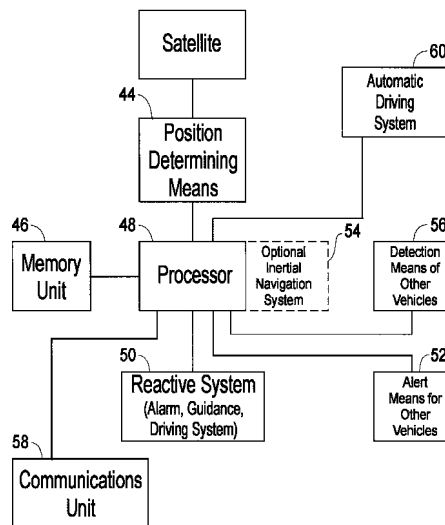 Satellite
60
Automatic
Driving
System
44
Position
Determining
Means
46
Memory
Unit
48
Processor
54
Optional
Inertial
Navigation
System
56
Detection
Means of
Other
Vehicles
50
Reactive System
(Alarm, Guidance,
Driving System)
52
Alert
Means for
Other
Vehicles
58
Communications
Unit